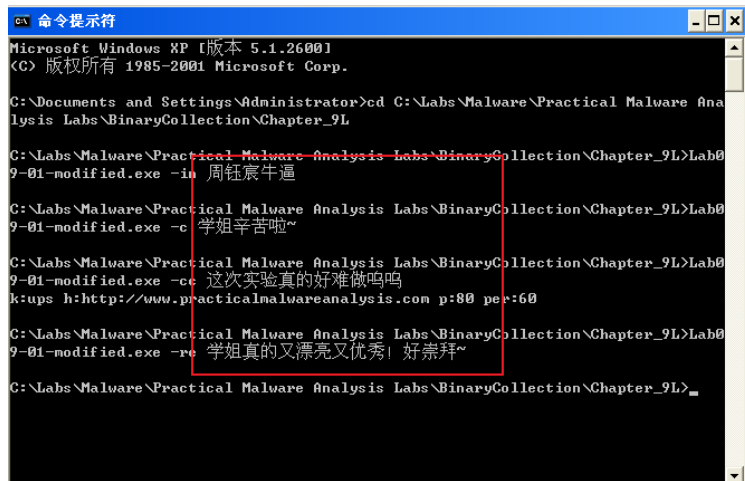 命令提示符
Microsoft Windows XP [版本 5.1.2600]
(C) 版权所有 1985-2001 Microsoft Corp.
C:\Documents and Settings\Administrator>cd C:\Labs\Malware\Practical Malware Ana
lysis Labs\BinaryCollection\Chapter_9L
C:\Labs\Malware\Practical Malware Analysis Labs\BinaryCollection\Chapter_9L>Lab0
9-01-modified.exe -in 周钰宸牛逼
C:\Labs\Malware\Practical Malware Analysis Labs\BinaryCollection\Chapter_9L>Lab0
9-01-modified.exe -c 学姐辛苦啦~
C:\Labs\Malware\Practical Malware Analysis Labs\BinaryCollection\Chapter_9L>Lab0
9-01-modified.exe -cc 这次实验真的好难做呜呜
k:ups h:http://www.practicalmalwareanalysis.com p:80 per:60
C:\Labs\Malware\Practical Malware Analysis Labs\BinaryCollection\Chapter_9L>Lab0
9-01-modified.exe -re 学姐真的又漂亮又优秀! 好崇拜~
C:\Labs\Malware\Practical Malware Analysis Labs\BinaryCollection\Chapter_9L>_